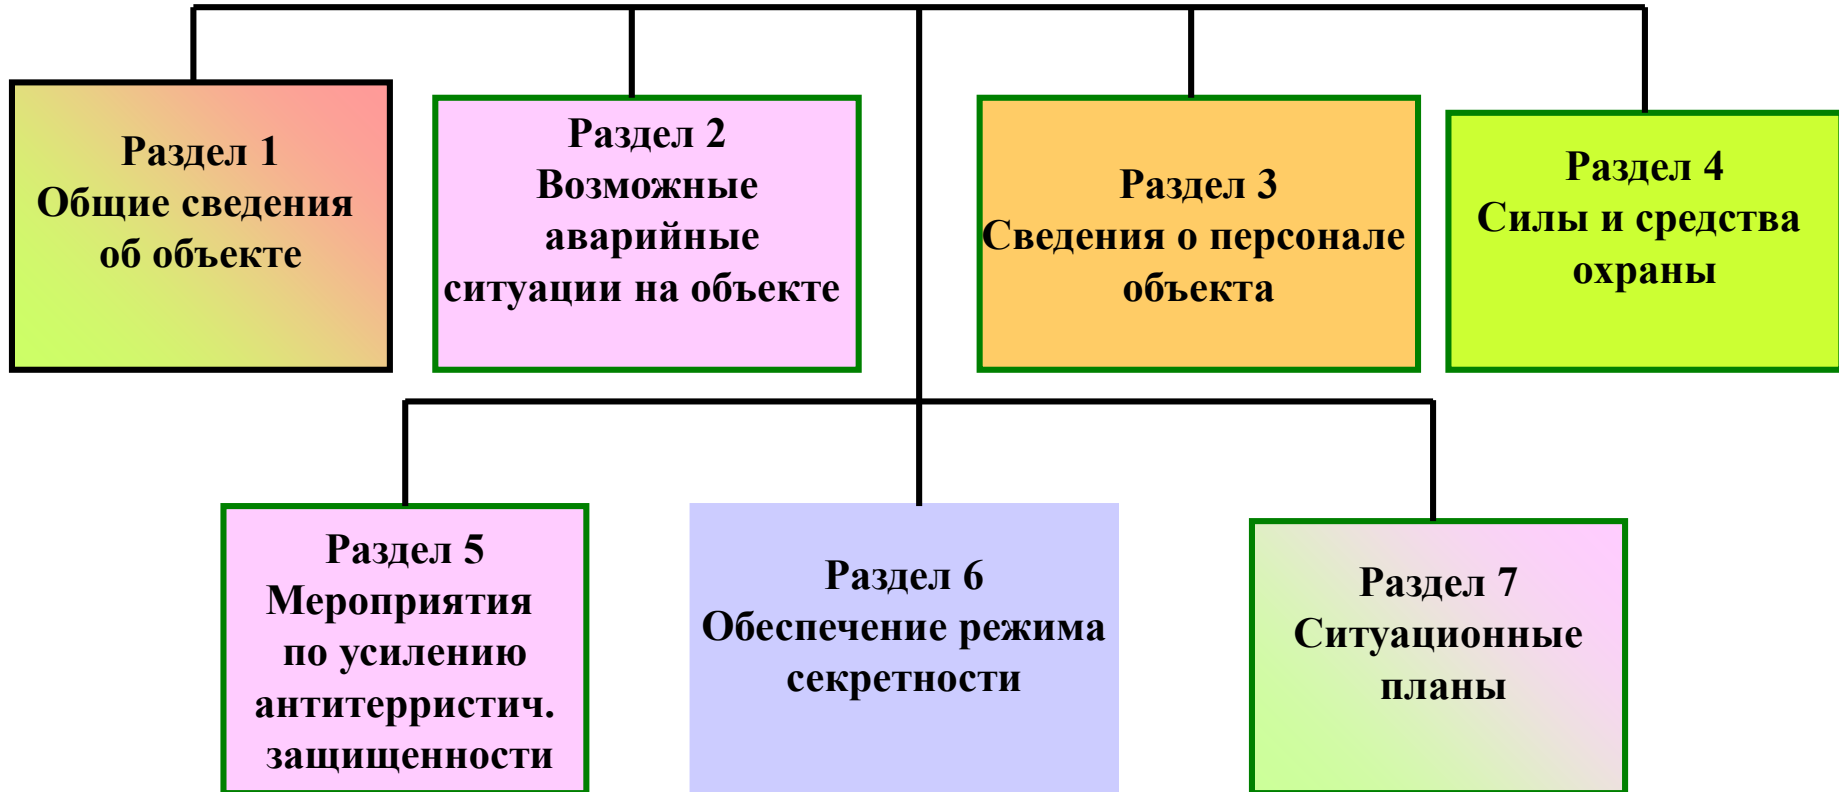 Раздел 1
Общие сведения
об объекте
Раздел 2
Возможные
аварийные
ситуации на объекте
Раздел 3
Сведения о персонале
объекта
Раздел 4
Силы и средства
охраны
Раздел 5
Мероприятия
по усилению
антитерристич.
защищенности
Раздел 6
Обеспечение режима
секретности
Раздел 7
Ситуационные
планы